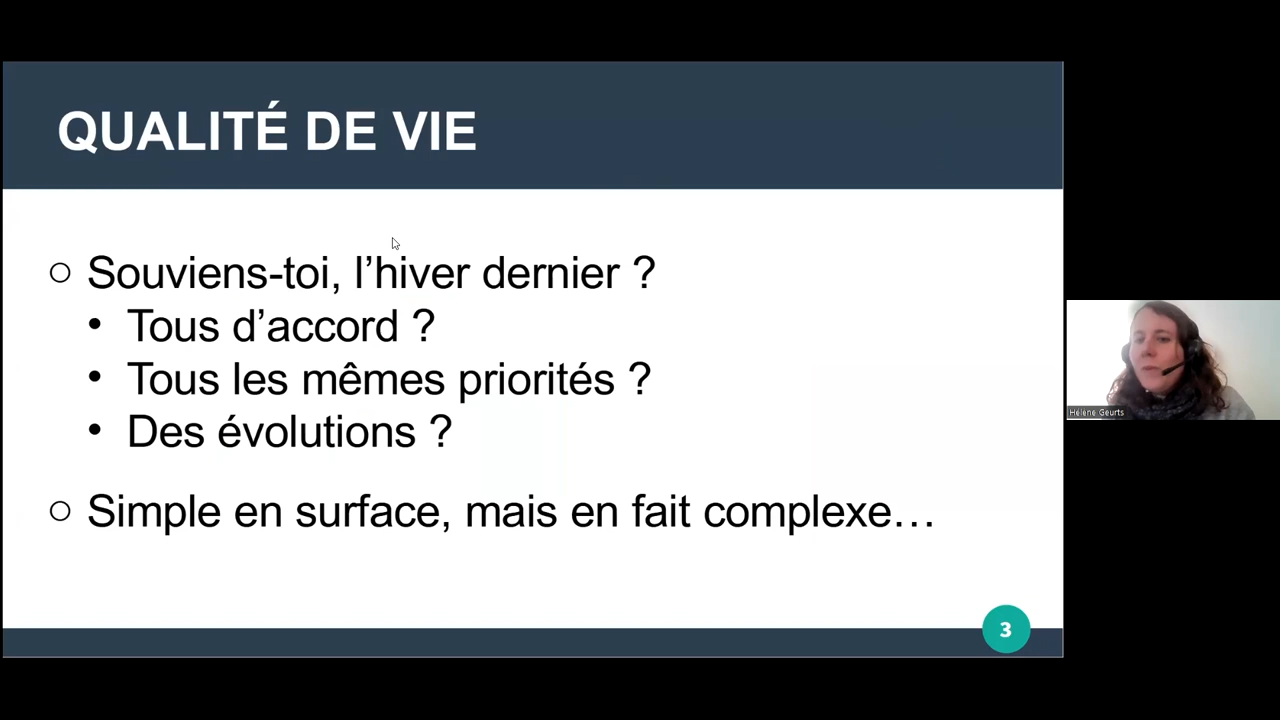 QUALITÉ DE VIE
Souviens-toi, l’hiver dernier ?
Tous d’accord ?
Tous les mêmes priorités ?
Des évolutions ?
Simple en surface, mais en fait complexe…
3
Hélène Geurts